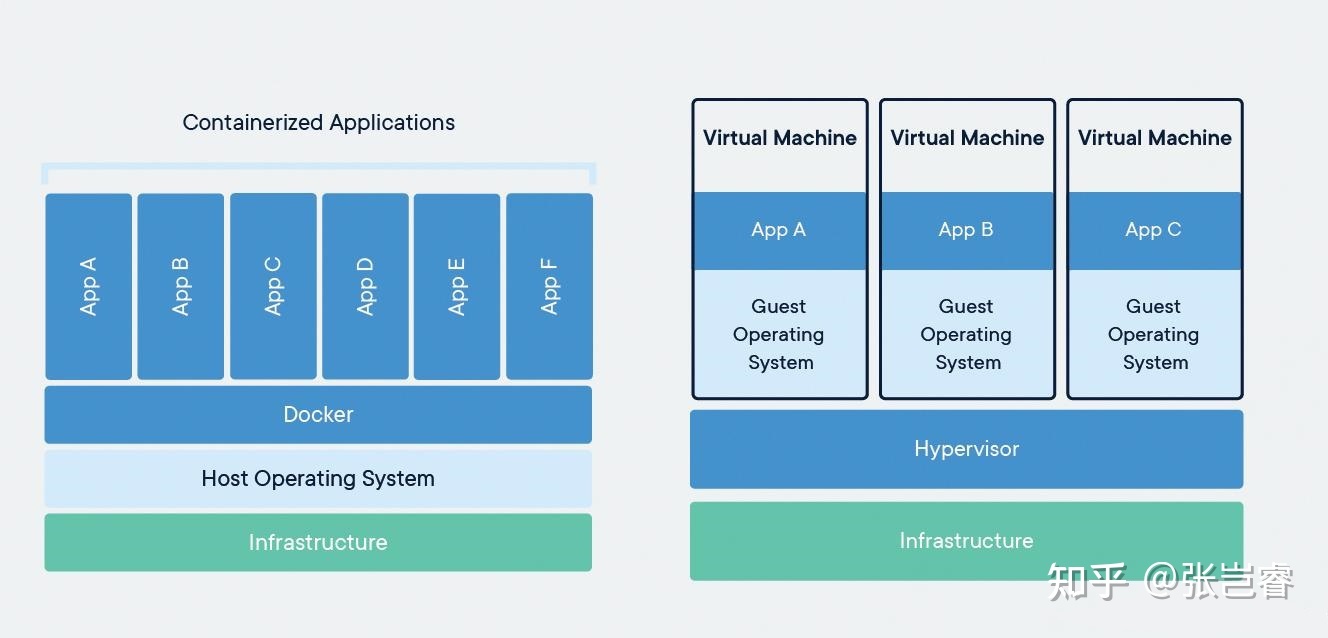 Containerized Applications
App A
App B
App C
App D
App E
App F
Docker
Host Operating System
Infrastructure
Virtual Machine
App A
Guest
Operating
System
Virtual Machine
App B
Guest
Operating
System
Virtual Machine
App C
Guest
Operating
System
Hypervisor
Infrastructure
知乎 @张岂睿